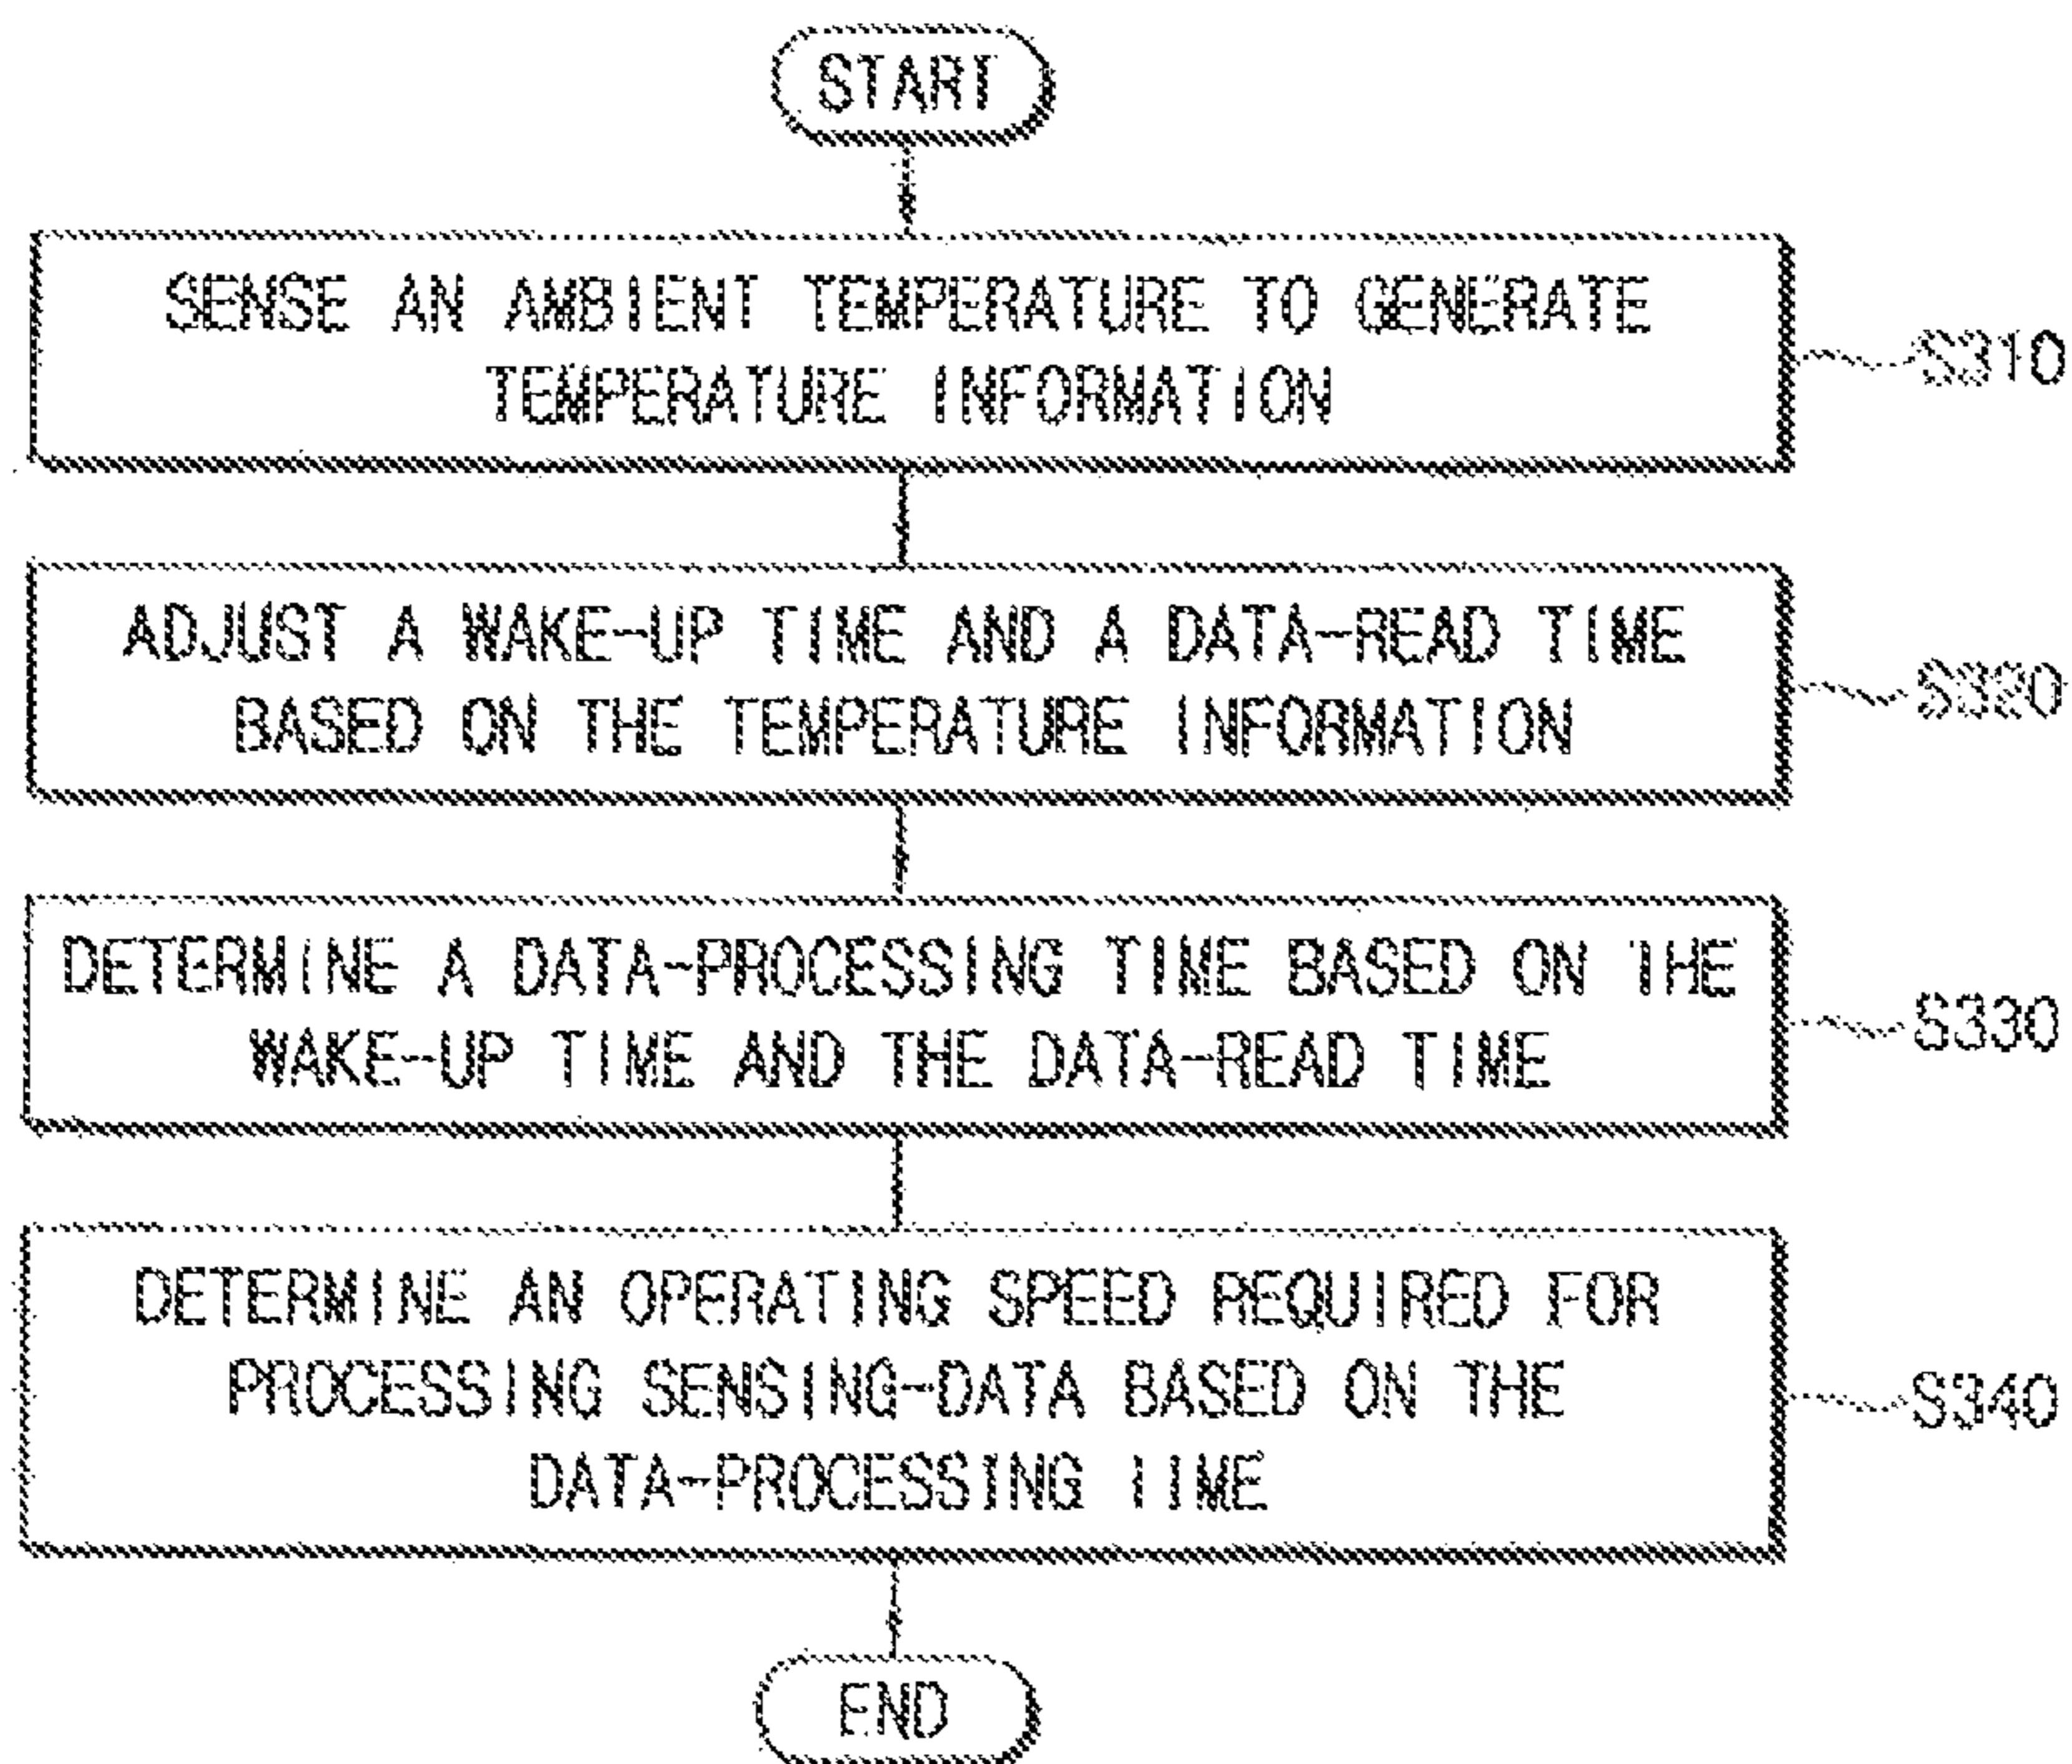 START
SENSE AN AMBIENT TEMPERATURE TO GENERATE
TEMPERATURE INFORMATION
S310
ADJUST A WAKE-UP TIME AND A DATA-READ TIME
BASED ON THE TEMPERATURE INFORMATION
S320
DETERMINE A DATA-PROCESSING TIME BASED ON THE
WAKE-UP TIME AND THE DATA-READ TIME
S330
DETERMINE AN OPERATING SPEED REQUIRED FOR
PROCESSING SENSING-DATA BASED ON THE
DATA-PROCESSING TIME
S340
END